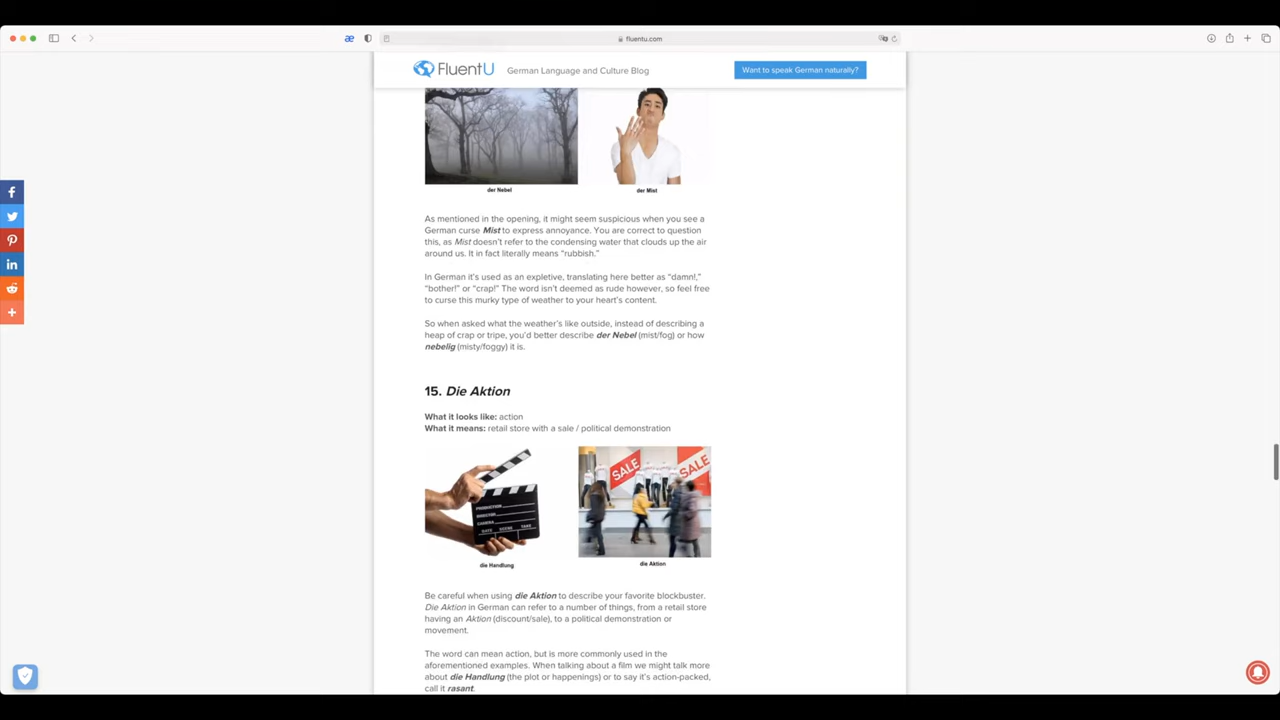 fluentu.com
FluentU German Language and Culture Blog Want to speak German naturally?
der Nebel der Mist
As mentioned in the opening, it might seem suspicious when you see a
German curse Mist to express annoyance. You are correct to question
this, as Mist doesn't refer to the condensing water that clouds up the air
around us. It in fact literally means “rubbish.”
In German it's used as an expletive, translating here better as “damn!,”
“bother!” or “crap!” The word isn't deemed as rude however, so feel free
to curse this murky type of weather to your heart's content.
So when asked what the weather's like outside, instead of describing a
heap of crap or tripe, you'd better describe der Nebel (mist/fog) or how
nebelig (misty/foggy) it is.
15. Die Aktion
What it looks like: action
What it means: retail store with a sale / political demonstration
PRODUCTION
DIRECTOR
CAMERA
DATE SCENE TAKE
SALE SALE
die Handlung die Aktion
Be careful when using die Aktion to describe your favorite blockbuster.
Die Aktion in German can refer to a number of things, from a retail store
having an Aktion (discount/sale), to a political demonstration or
movement.
The word can mean action, but is more commonly used in the
aforementioned examples. When talking about a film we might talk more
about die Handlung (the plot or happenings) or to say it's action-packed,
call it rasant.